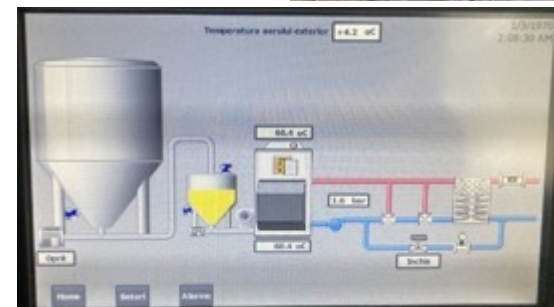 Temperatura aerului exterior +4.2 oC
1/3/1970
2:08:30 AM
66.4 oC
1.6 bar
60.4 oC
Oprit
Inchis
Home
Setari
Alarme